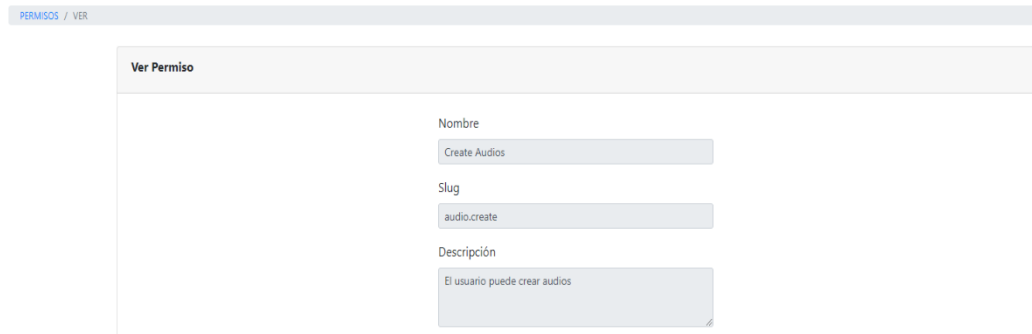 PERMISOS / VER
Ver Permiso
Nombre
Create Audios
Slug
audio.create
Descripción
El usuario puede crear audios